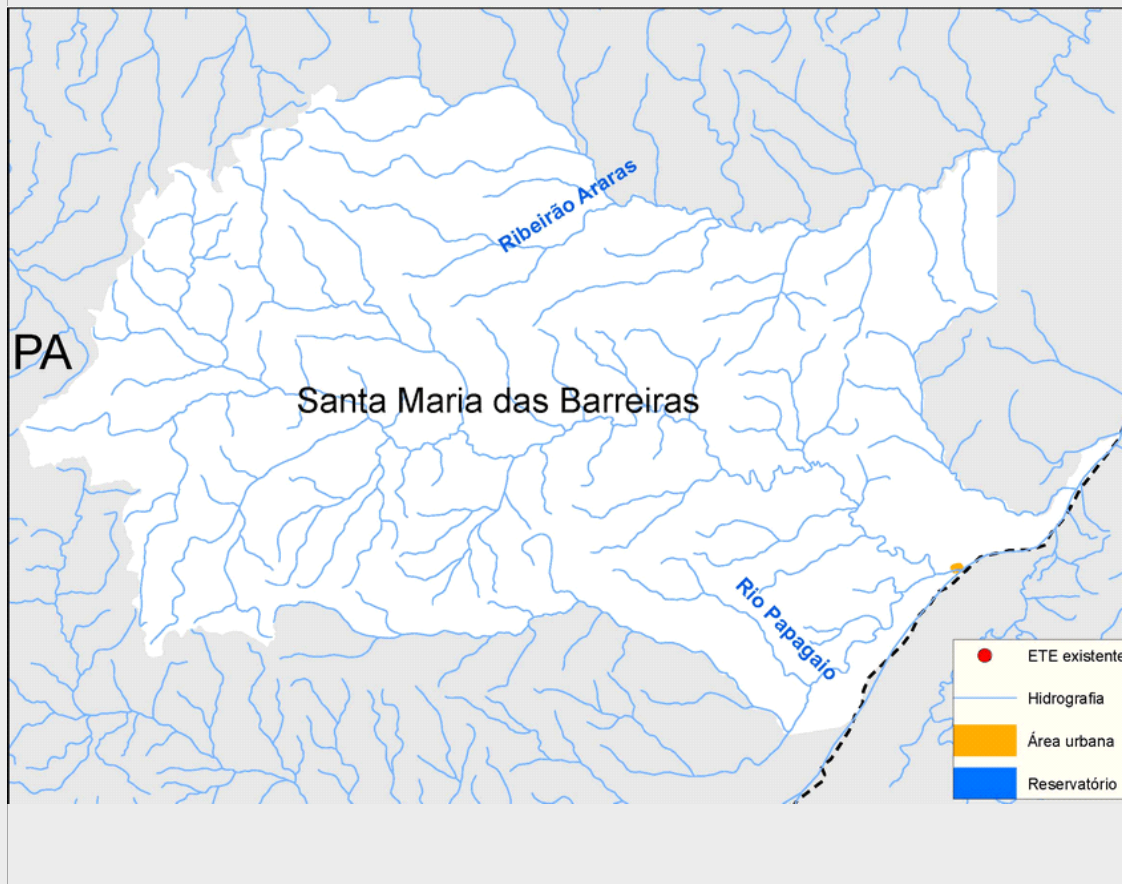 Ribeirão Araras
PA
Santa Maria das Barreiras
Rio Papagaio
ETE existente
Hidrografia
Área urbana
Reservatório